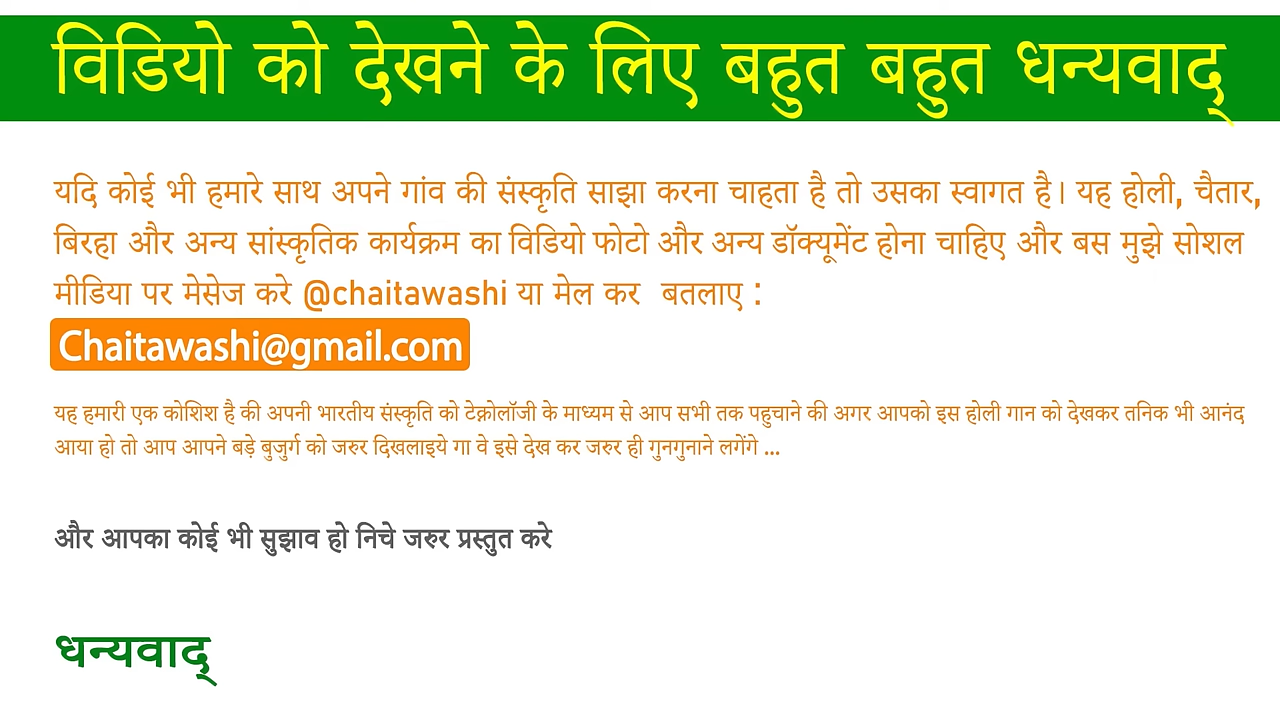 विडियो को देखने के लिए बहुत बहुत धन्यवाद्
यदि कोई भी हमारे साथ अपने गांव की संस्कृति साझा करना चाहता है तो उसका स्वागत है। यह होली, चैतार,
बिरहा और अन्य सांस्कृतिक कार्यक्रम का विडियो फोटो और अन्य डॉक्यूमेंट होना चाहिए और बस मुझे सोशल
मीडिया पर मेसेज करे @chaitawashi या मेल कर बतलाए :
Chaitawashi@gmail.com
यह हमारी एक कोशिश है की अपनी भारतीय संस्कृति को टेक्नोलॉजी के माध्यम से आप सभी तक पहुचाने की अगर आपको इस होली गान को देखकर तनिक भी आनंद
आया हो तो आप आपने बड़े बुजुर्ग को जरुर दिखलाइये गा वे इसे देख कर जरुर ही गुनगुनाने लगेंगे ...
और आपका कोई भी सुझाव हो निचे जरुर प्रस्तुत करे
धन्यवाद्